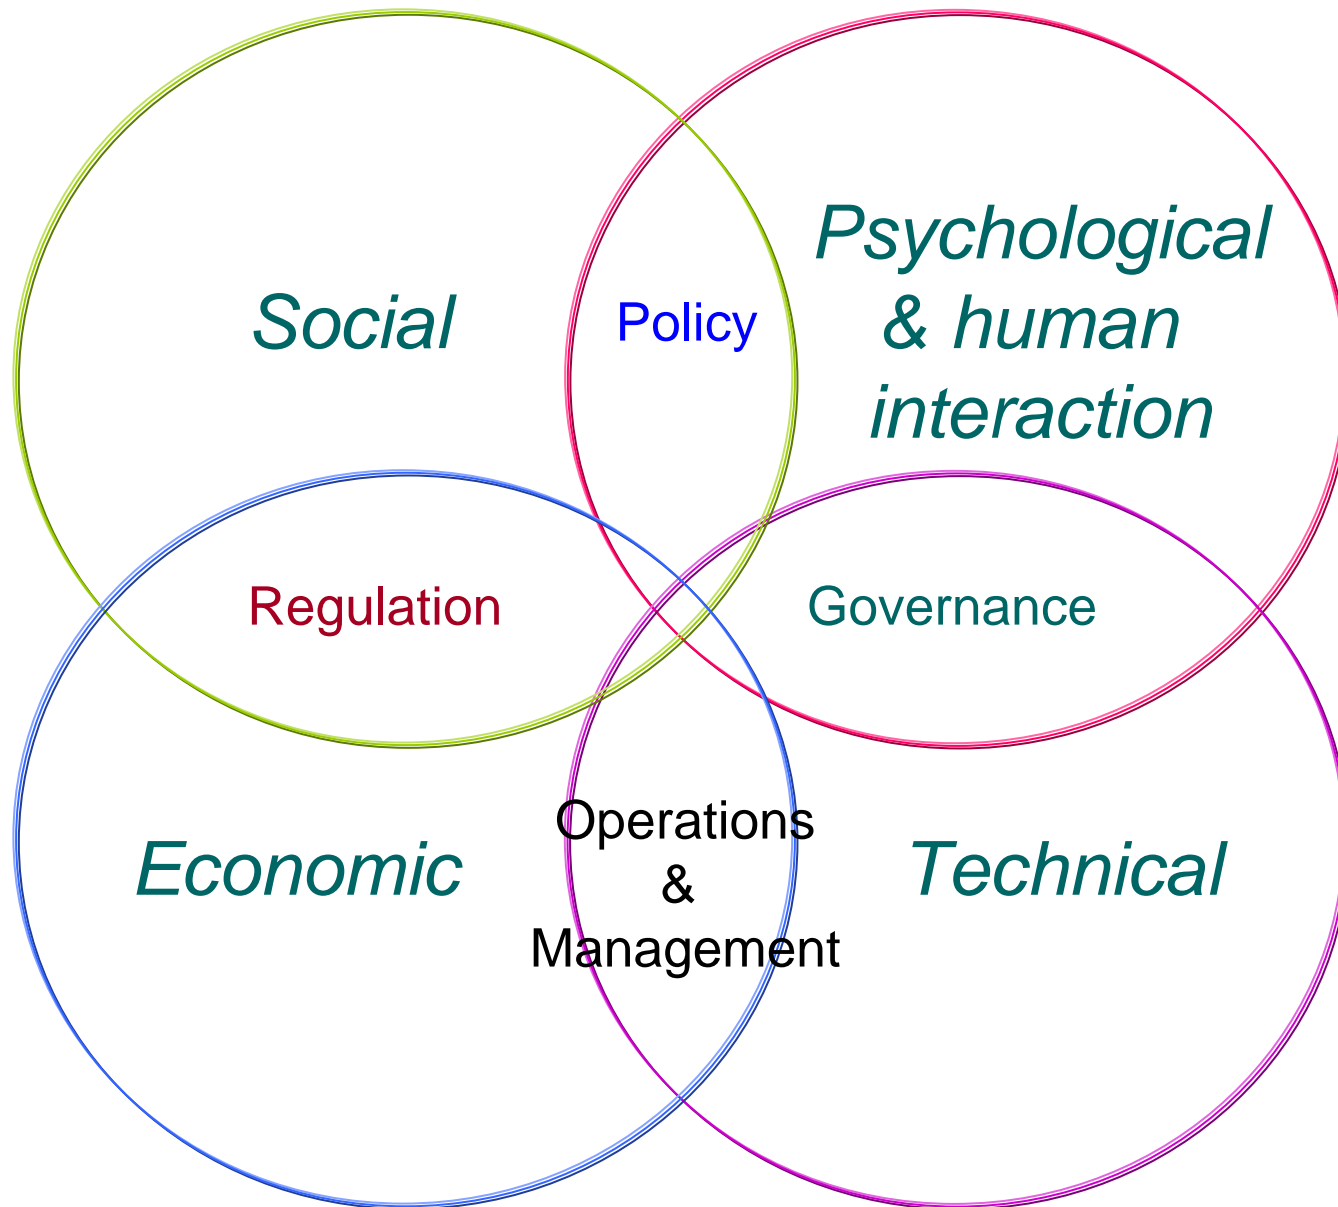 Social
Policy
Psychological
& human
interaction
Regulation
Governance
Economic
Operations
&
Management
Technical